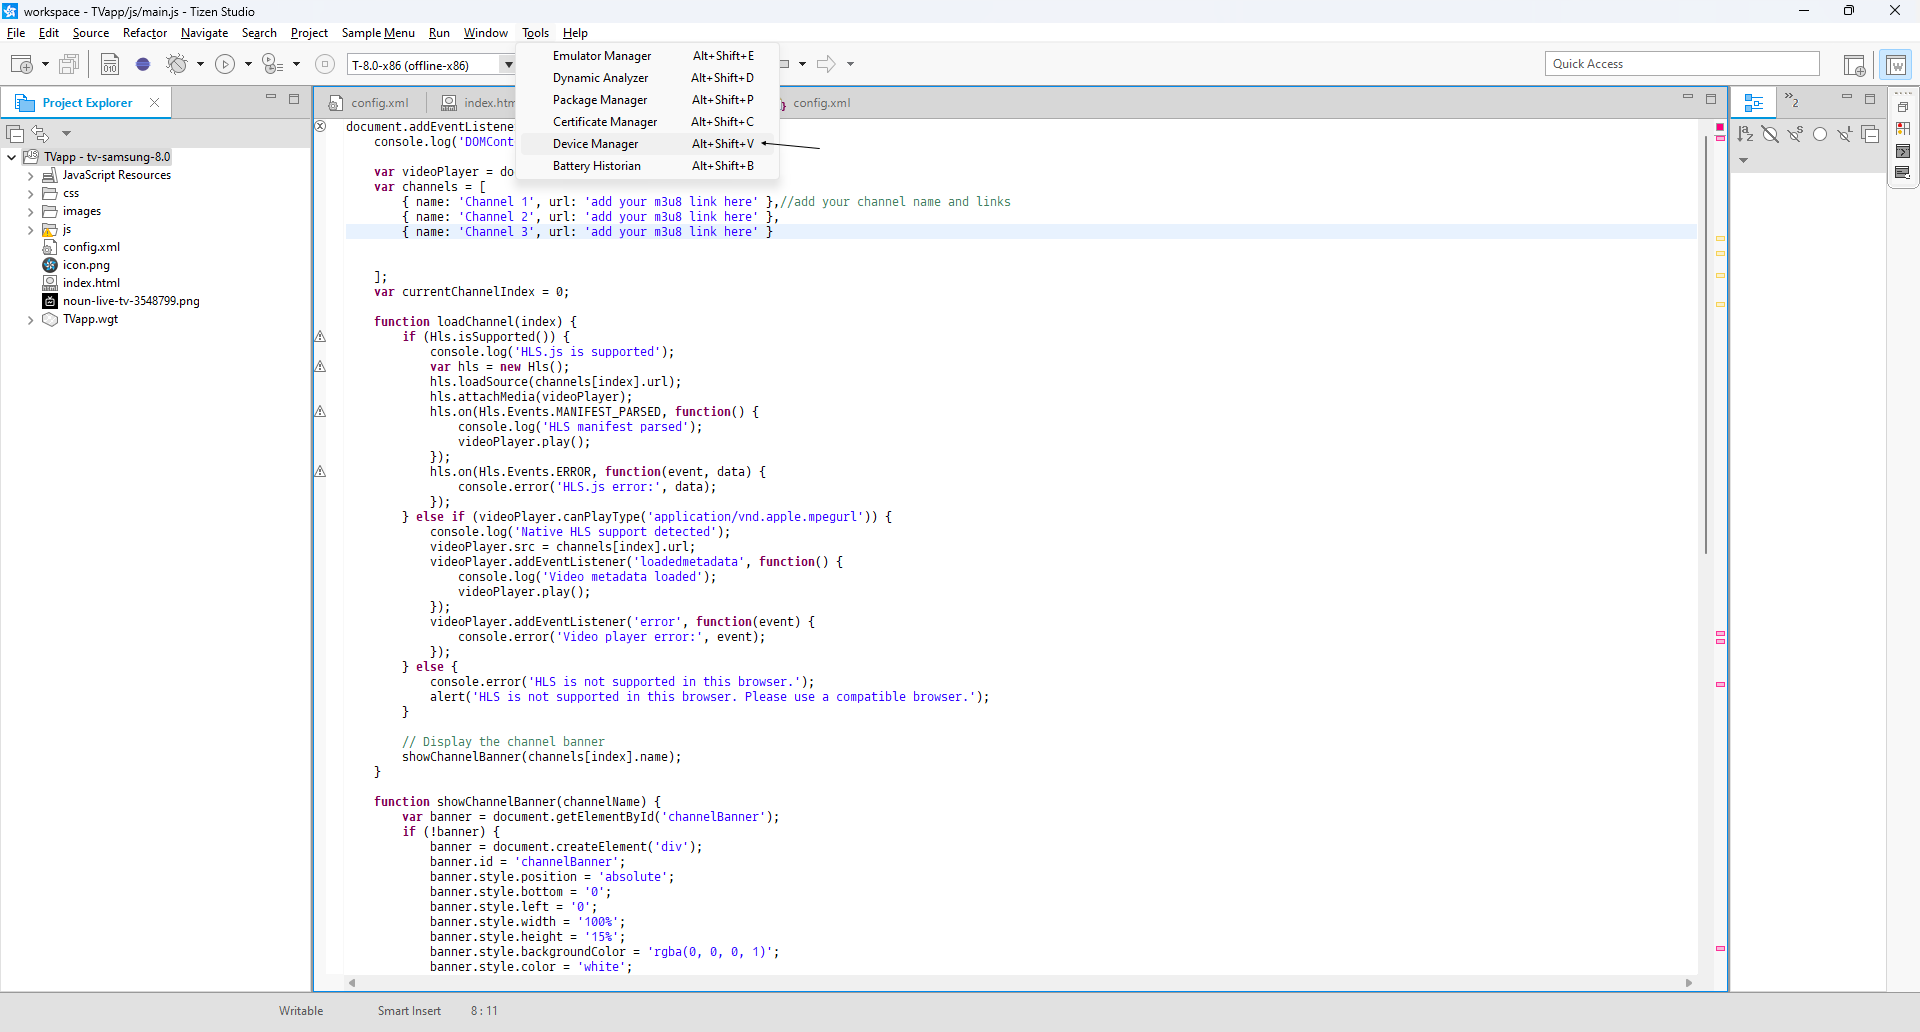 workspace - TVapp/js/main.js - Tizen Studio
File Edit Source Refactor Navigate Search Project Sample Menu Run Window Tools Help
T-8.0-x86 (offline-x86)
Quick Access
Emulator Manager Alt+Shift+E
Dynamic Analyzer Alt+Shift+D
Package Manager Alt+Shift+P
Certificate Manager Alt+Shift+C
Device Manager Alt+Shift+V
Battery Historian Alt+Shift+B
Project Explorer
TVapp - tv-samsung-8.0
JavaScript Resources
css
images
js
config.xml
icon.png
index.html
noun-live-tv-3548799.png
TVapp.wgt
config.xml index.htm config.xml
document.addEventListene
console.log('DOMCont
var videoPlayer = do
var channels = [
{ name: 'Channel 1', url: 'add your m3u8 link here' },//add your channel name and links
{ name: 'Channel 2', url: 'add your m3u8 link here' },
{ name: 'Channel 3', url: 'add your m3u8 link here' }
];
var currentChannelIndex = 0;
function loadChannel(index) {
if (Hls.isSupported()) {
console.log('HLS.js is supported');
var hls = new Hls();
hls.loadSource(channels[index].url);
hls.attachMedia(videoPlayer);
hls.on(Hls.Events.MANIFEST_PARSED, function() {
console.log('HLS manifest parsed');
videoPlayer.play();
});
hls.on(Hls.Events.ERROR, function(event, data) {
console.error('HLS.js error:', data);
});
} else if (videoPlayer.canPlayType('application/vnd.apple.mpegurl')) {
console.log('Native HLS support detected');
videoPlayer.src = channels[index].url;
videoPlayer.addEventListener('loadedmetadata', function() {
console.log('Video metadata loaded');
videoPlayer.play();
});
videoPlayer.addEventListener('error', function(event) {
console.error('Video player error:', event);
});
} else {
console.error('HLS is not supported in this browser.');
alert('HLS is not supported in this browser. Please use a compatible browser.');
}
// Display the channel banner
showChannelBanner(channels[index].name);
}
function showChannelBanner(channelName) {
var banner = document.getElementById('channelBanner');
if (!banner) {
banner = document.createElement('div');
banner.id = 'channelBanner';
banner.style.position = 'absolute';
banner.style.bottom = '0';
banner.style.left = '0';
banner.style.width = '100%';
banner.style.height = '15%';
banner.style.backgroundColor = 'rgba(0, 0, 0, 1)';
banner.style.color = 'white';
Writable Smart Insert 8 : 11